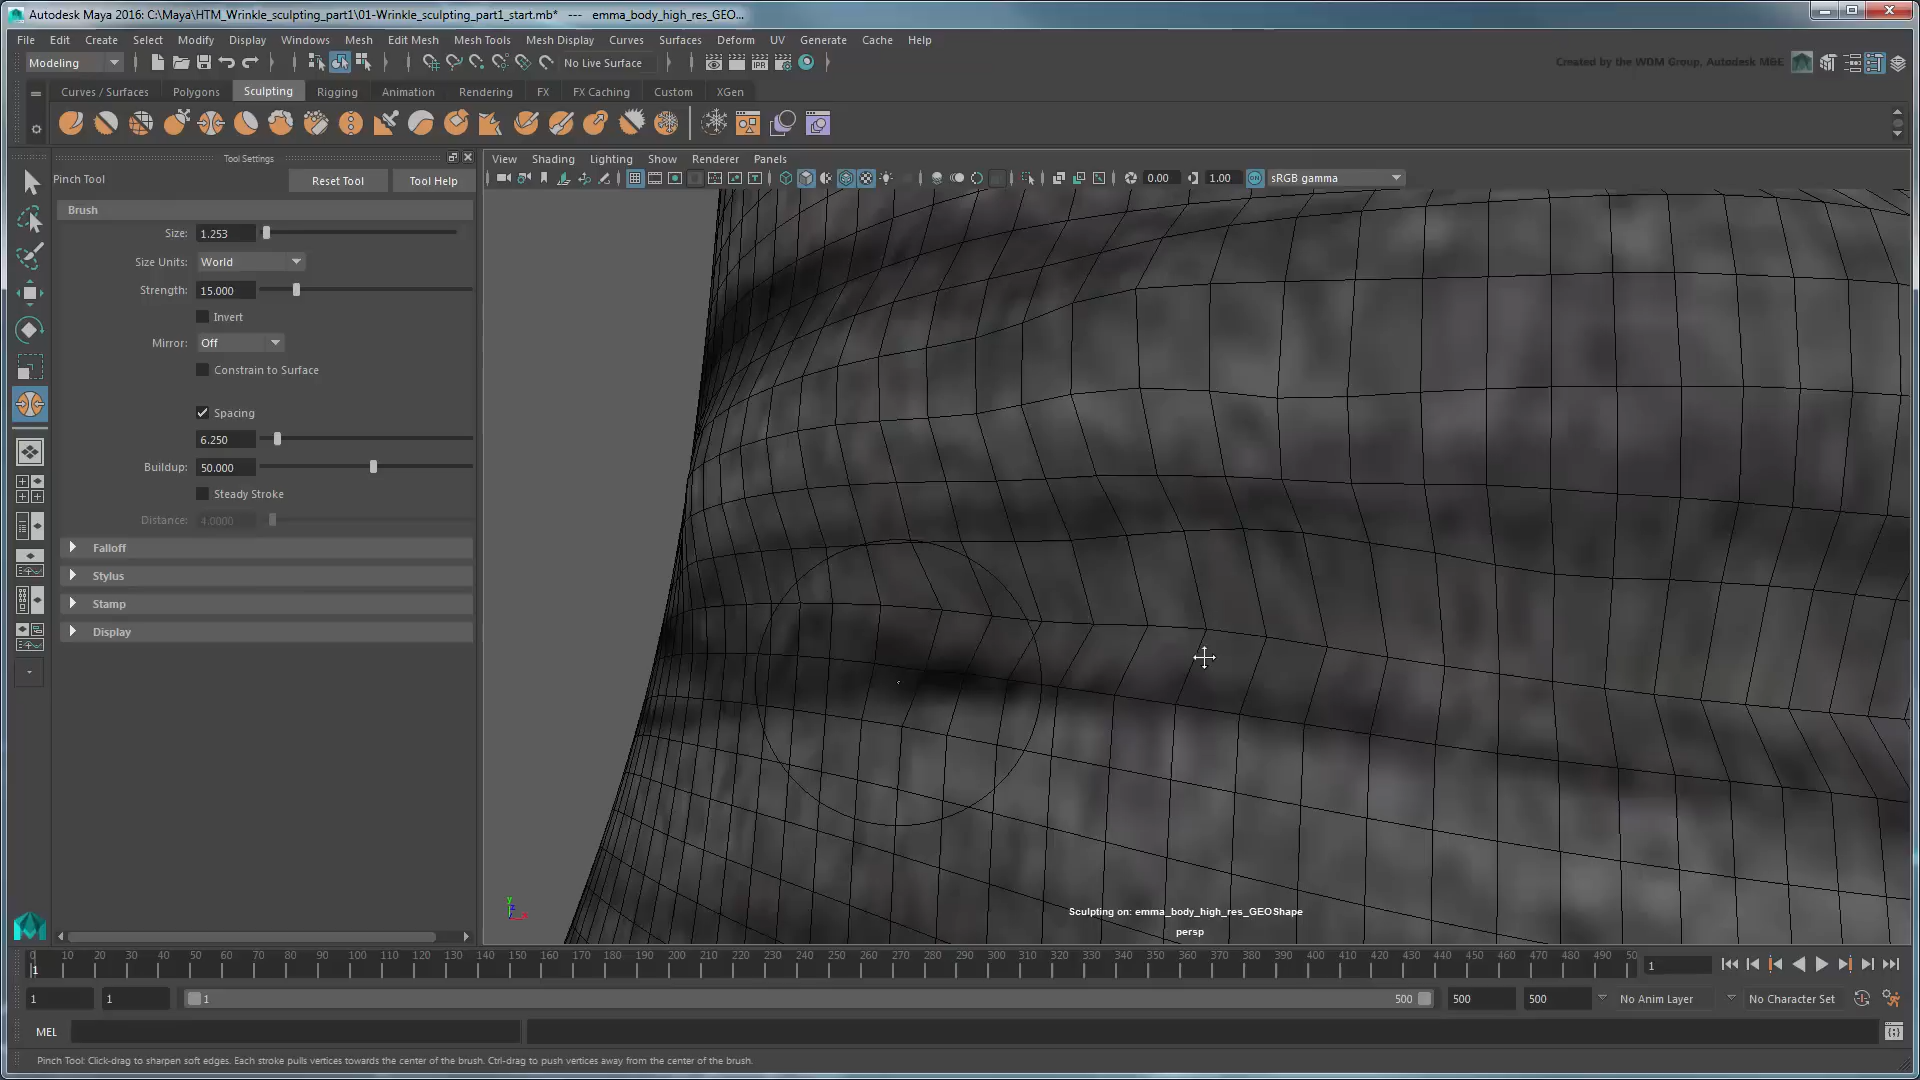 Autodesk Maya 2016: C:\Maya\HTM_Wrinkle_sculpting_part1\01-Wrinkle_sculpting_part1_start.mb* --- emma_body_high_res_GEO...
File Edit Create Select Modify Display Windows Mesh Edit Mesh Mesh Tools Mesh Display Curves Surfaces Deform UV Generate Cache Help
Modeling No Live Surface Created by the WDM Group, Autodesk M&E
Curves / Surfaces Polygons Sculpting Rigging Animation Rendering FX FX Caching Custom XGen
Tool Settings
View Shading Lighting Show Renderer Panels
Pinch Tool Reset Tool Tool Help
0.00 1.00 sRGB gamma
Brush
Size: 1.253
Size Units: World
Strength: 15.000
Invert
Mirror: Off
Constrain to Surface
Spacing
6.250
Buildup: 50.000
Steady Stroke
Distance: 4.0000
Falloff
Stylus
Stamp
Display
Sculpting on: emma_body_high_res_GEOShape
persp
0 10 20 30 40 50 60 70 80 90 100 110 120 130 140 150 160 170 180 190 200 210 220 230 240 250 260 270 280 290 300 310 320 330 340 350 360 370 380 390 400 410 420 430 440 450 460 470 480 490 50
1 1
1 1 1 500 500 500 No Anim Layer No Character Set
MEL
Pinch Tool: Click-drag to sharpen soft edges. Each stroke pulls vertices towards the center of the brush. Ctrl-drag to push vertices away from the center of the brush.